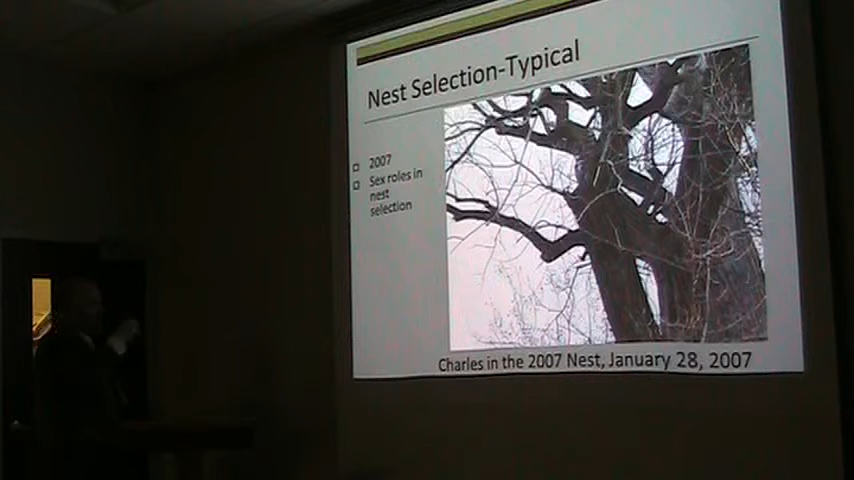 Nest Selection-Typical
2007
Sex roles in
nest
selection
Charles in the 2007 Nest, January 28, 2007